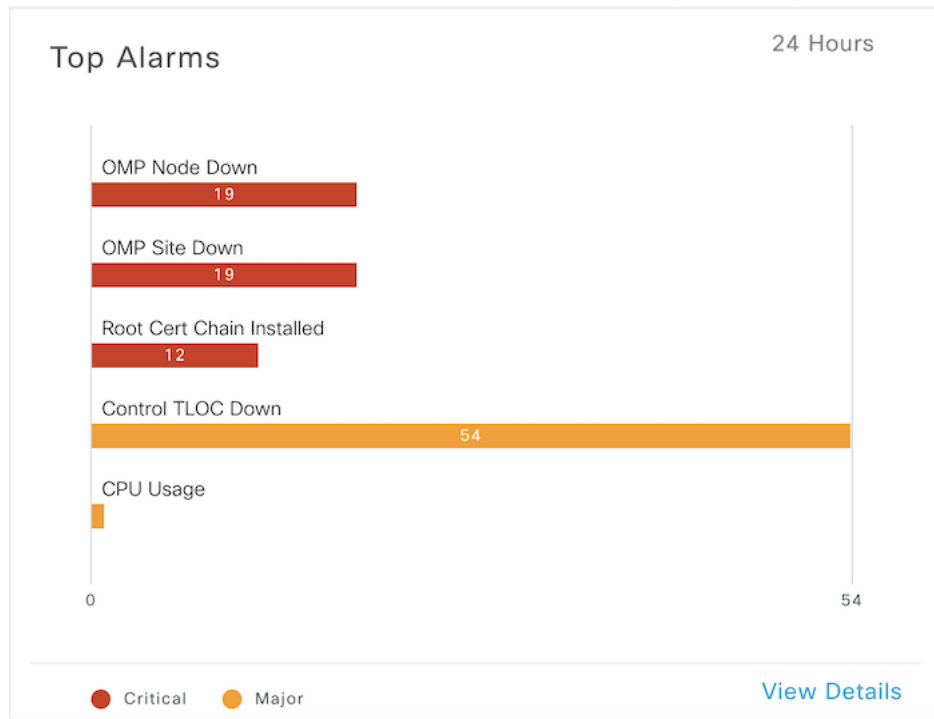 Top Alarms
24 Hours
OMP Node Down
19
OMP Site Down
19
Root Cert Chain Installed
12
Control TLOC Down
54
CPU Usage
0
54
Critical
Major
View Details